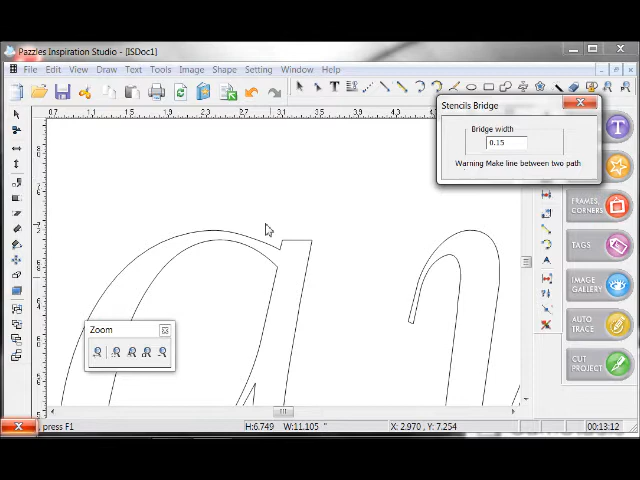 Pazzles Inspiration Studio - [ISDoc1]
File Edit View Draw Text Tools Image Shape Setting Window Help
Stencils Bridge
Bridge width
0.15
Warning Make line between two path
FRAMES,
CORNERS
TAGS
IMAGE
GALLERY
AUTO
TRACE
CUT
PROJECT
Zoom
, press F1
H:6.749 W:11.105 "
X: 2.970, Y: 7.254
00:13:12